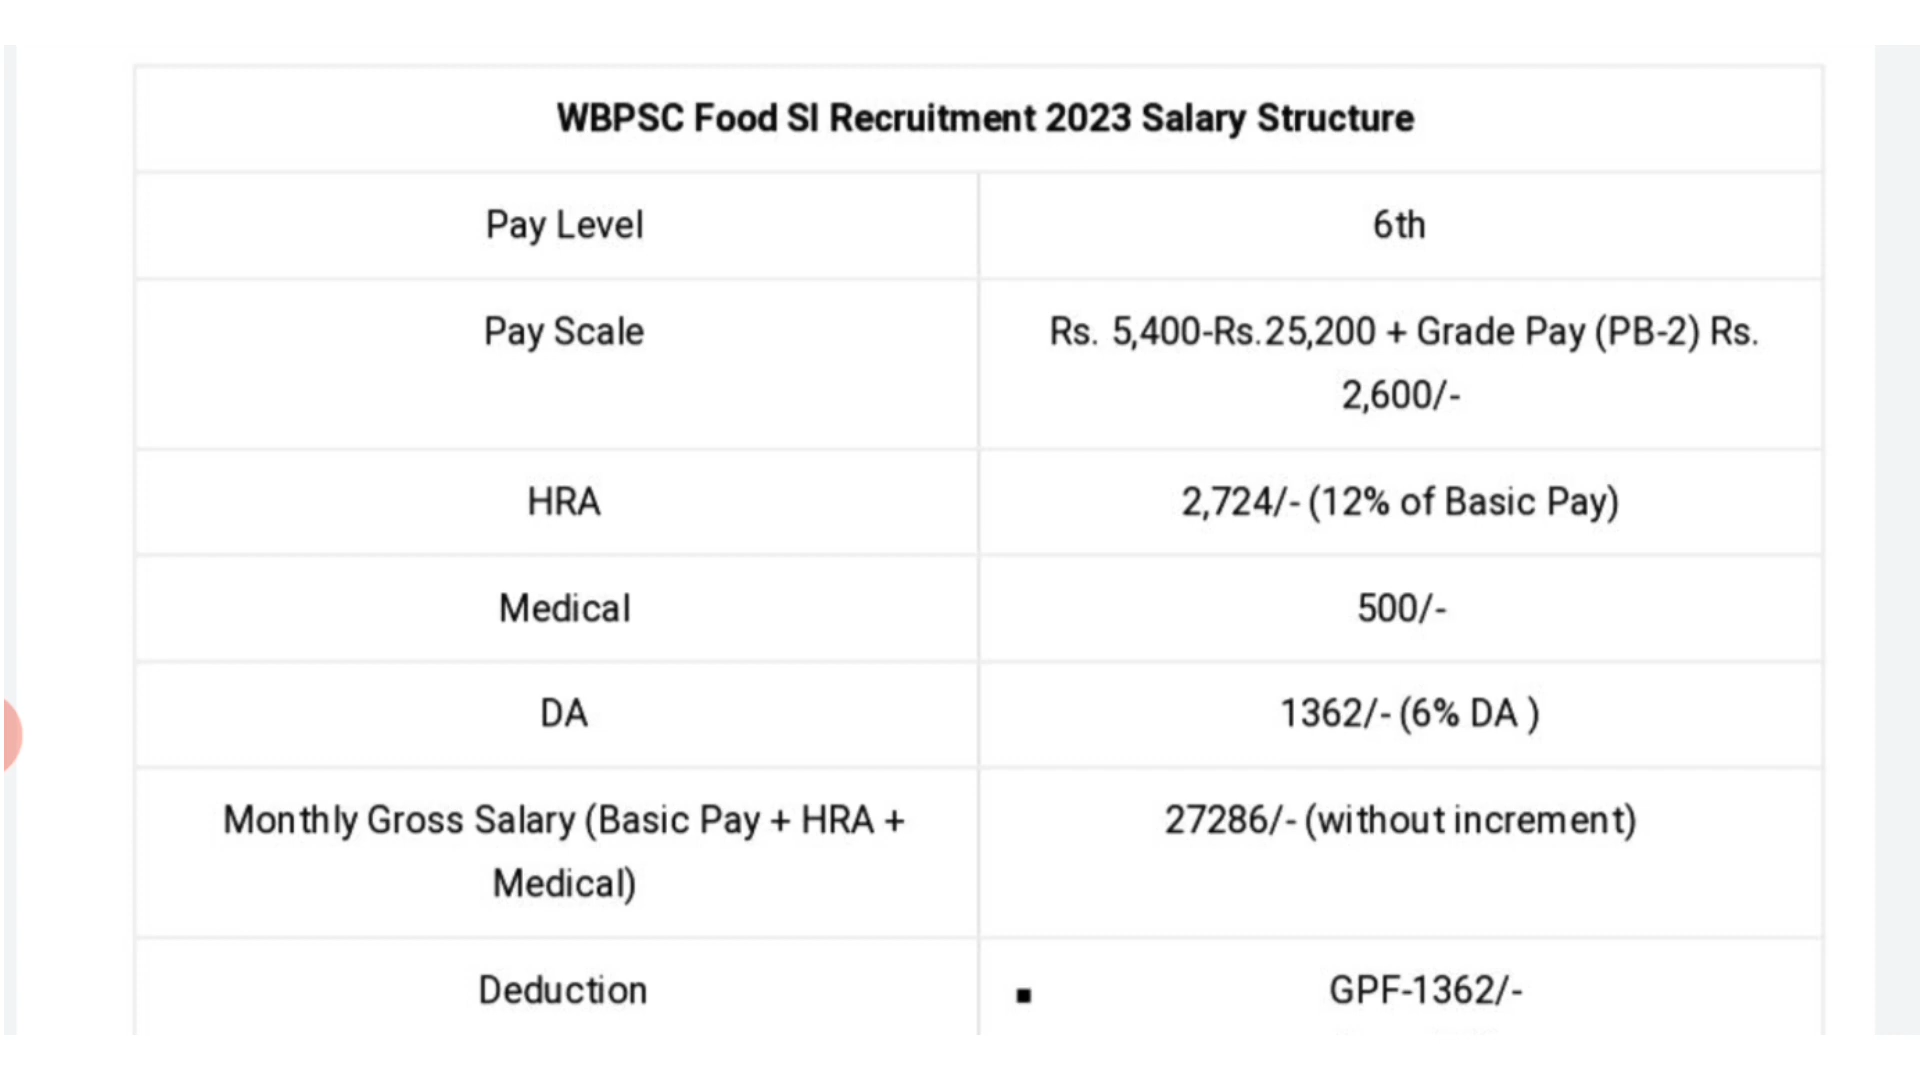 WBPSC Food SI Recruitment 2023 Salary Structure
Pay Level 6th
Pay Scale Rs. 5,400-Rs.25,200 + Grade Pay (PB-2) Rs.
2,600/-
HRA 2,724/- (12% of Basic Pay)
Medical 500/-
DA 1362/- (6% DA )
Monthly Gross Salary (Basic Pay + HRA +
Medical)
27286/- (without increment)
Deduction ▪ GPF-1362/-